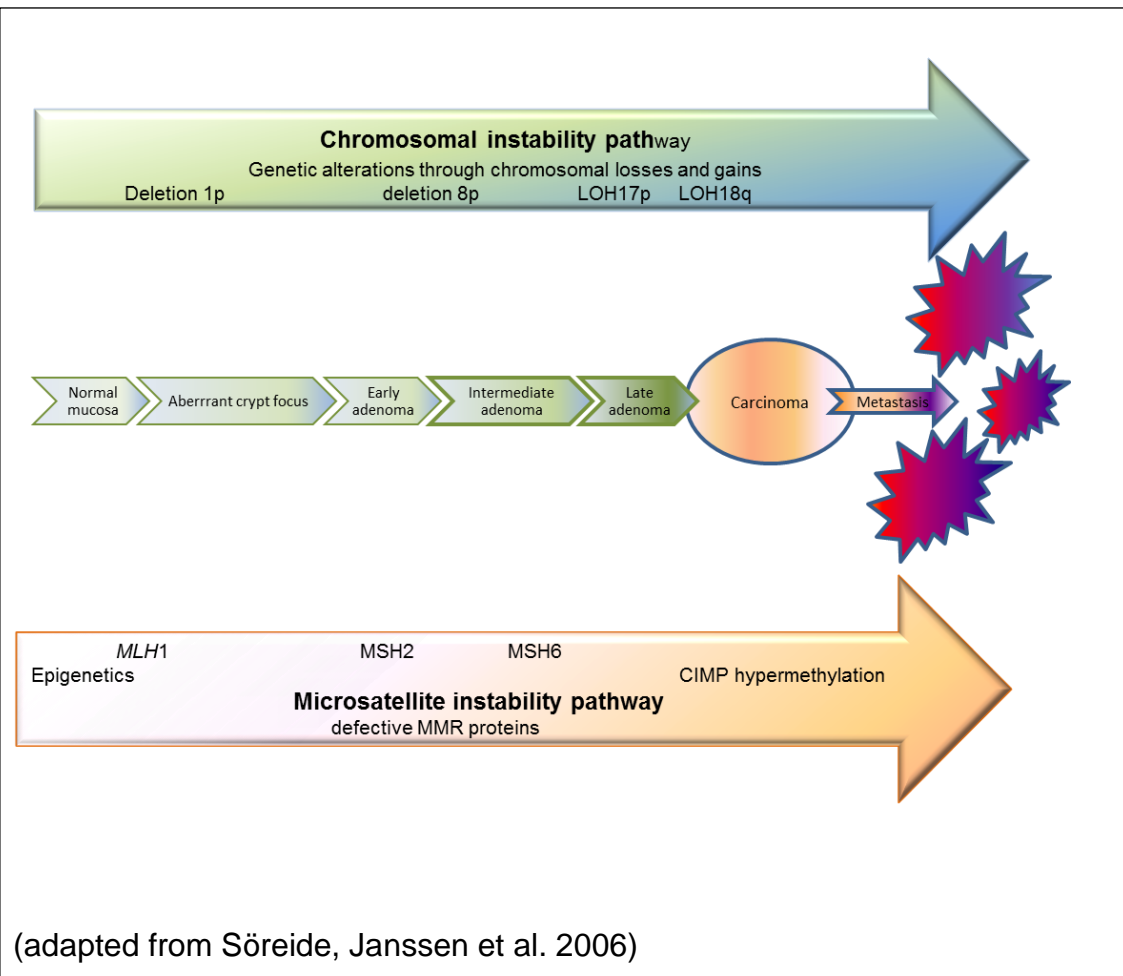 Chromosomal instability pathway
Genetic alterations through chromosomal losses and gains
Deletion 1p deletion 8p LOH17p LOH18q
Normal
mucosa
Aberrrant crypt focus
Early
adenoma
Intermediate
adenoma
Late
adenoma
Carcinoma
Metastasis
MLH1 MSH2 MSH6
Epigenetics CIMP hypermethylation
Microsatellite instability pathway
defective MMR proteins
(adapted from Söreide, Janssen et al. 2006)